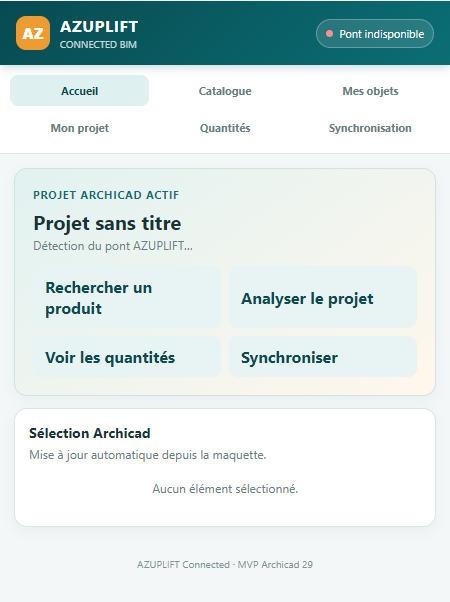 AZ
AZUPLIFT
CONNECTED BIM
Pont indisponible
Accueil
Catalogue
Mes objets
Mon projet
Quantités
Synchronisation
PROJET ARCHICAD ACTIF
Projet sans titre
Détection du pont AZUPLIFT...
Rechercher un
produit
Analyser le projet
Voir les quantités
Synchroniser
Sélection Archicad
Mise à jour automatique depuis la maquette.
Aucun élément sélectionné.
AZUPLIFT Connected · MVP Archicad 29